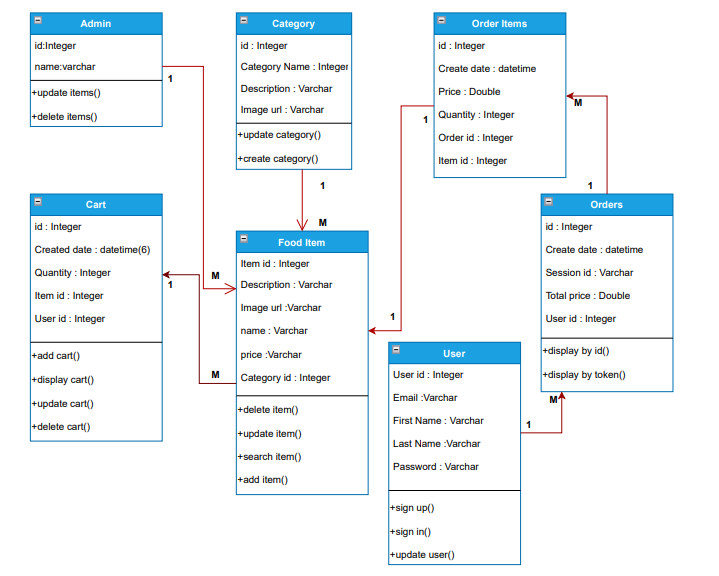 Admin
id:Integer
name:varchar
+update items()
+delete items()
1
Category
id : Integer
Category Name : Integer
Description : Varchar
Image url : Varchar
+update category()
+create category()
1
M
Order Items
id : Integer
Create date : datetime
Price : Double
Quantity : Integer
Order id : Integer
Item id : Integer
1
M
1
Cart
id : Integer
Created date : datetime(6)
Quantity : Integer
Item id : Integer
User id : Integer
+add cart()
+display cart()
+update cart()
+delete cart()
M
1
M
Food Item
Item id : Integer
Description : Varchar
Image url :Varchar
name : Varchar
price :Varchar
Category id : Integer
+delete item()
+update item()
+search item()
+add item()
1
Orders
id : Integer
Create date : datetime
Session id : Varchar
Total price : Double
User id : Integer
+display by id()
+display by token()
M
1
User
User id : Integer
Email :Varchar
First Name : Varchar
Last Name :Varchar
Password : Varchar
+sign up()
+sign in()
+update user()